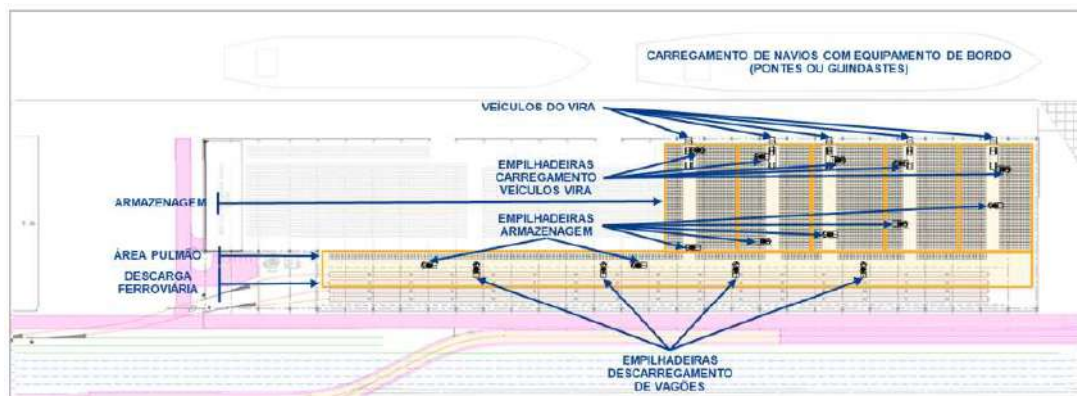 CARREGAMENTO DE NAVIOS COM EQUIPAMENTO DE BORDO
(PONTES OU GUINDASTES)
VEÍCULOS DO VIRA
EMPILHADEIRAS
CARREGAMENTO
VEÍCULOS VIRA
ARMAZENAGEM
EMPILHADEIRAS
ARMAZENAGEM
ÁREA PULMÃO
DESCARGA
FERROVIÁRIA
EMPILHADEIRAS
DESCARREGAMENTO
DE VAGÕES